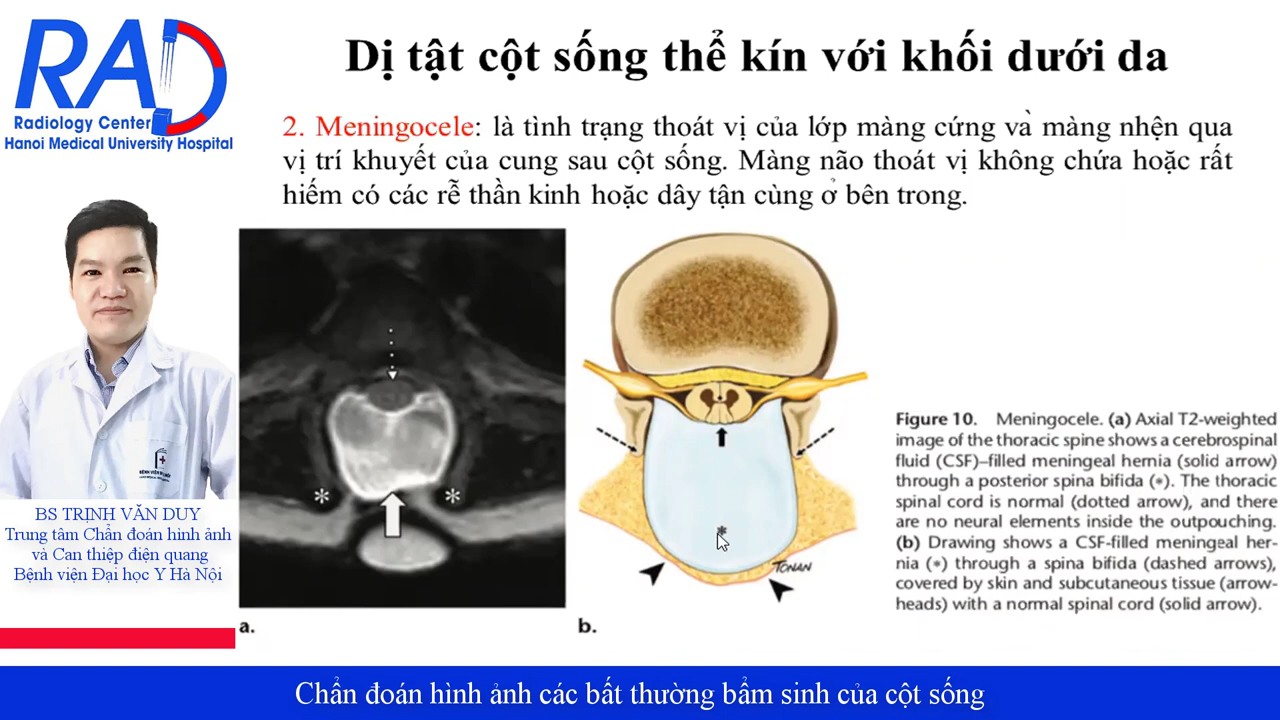 RAD
Radiology Center
Hanoi Medical University Hospital
Dị tật cột sống thể kín với khối dưới da
2. Meningocele: là tình trạng thoát vị của lớp màng cứng và màng nhện qua
vị trí khuyết của cung sau cột sống. Màng não thoát vị không chứa hoặc rất
hiếm có các rễ thần kinh hoặc dây tận cùng ở bên trong.
*
*
*
TONAN
a.
b.
Figure 10. Meningocele. (a) Axial T2-weighted
image of the thoracic spine shows a cerebrospinal
fluid (CSF)–filled meningeal hernia (solid arrow)
through a posterior spina bifida (*). The thoracic
spinal cord is normal (dotted arrow), and there
are no neural elements inside the outpouching.
(b) Drawing shows a CSF-filled meningeal her-
nia (*) through a spina bifida (dashed arrows),
covered by skin and subcutaneous tissue (arrow-
heads) with a normal spinal cord (solid arrow).
BS TRỊNH VĂN DUY
Trung tâm Chẩn đoán hình ảnh
và Can thiệp điện quang
Bệnh viện Đại học Y Hà Nội
Chẩn đoán hình ảnh các bất thường bẩm sinh của cột sống